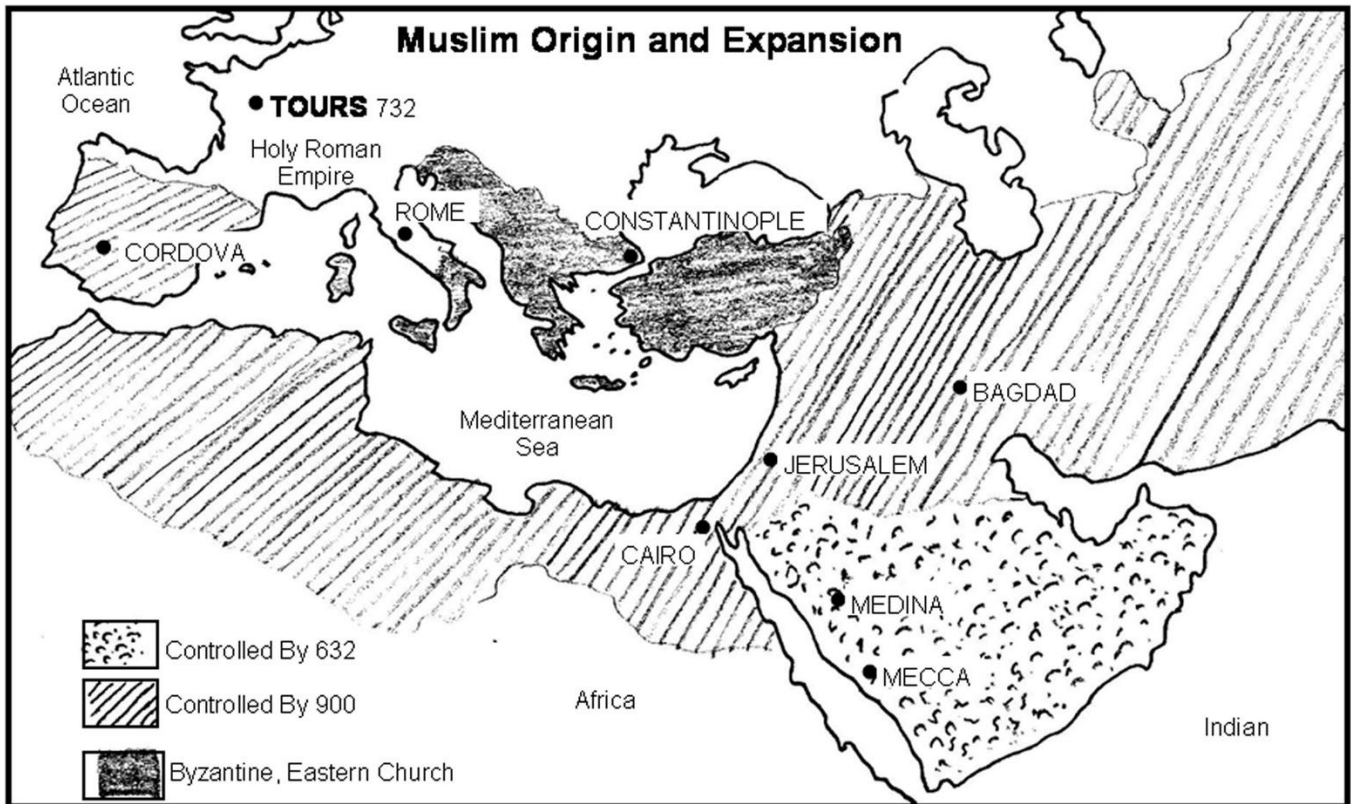 Muslim Origin and Expansion
Atlantic
Ocean
TOURS 732
Holy Roman
Empire
ROME
CONSTANTINOPLE
CORDOVA
BAGDAD
Mediterranean
Sea
JERUSALEM
CAIRO
MEDINA
MECCA
Controlled By 632
Controlled By 900
Byzantine, Eastern Church
Africa
Indian